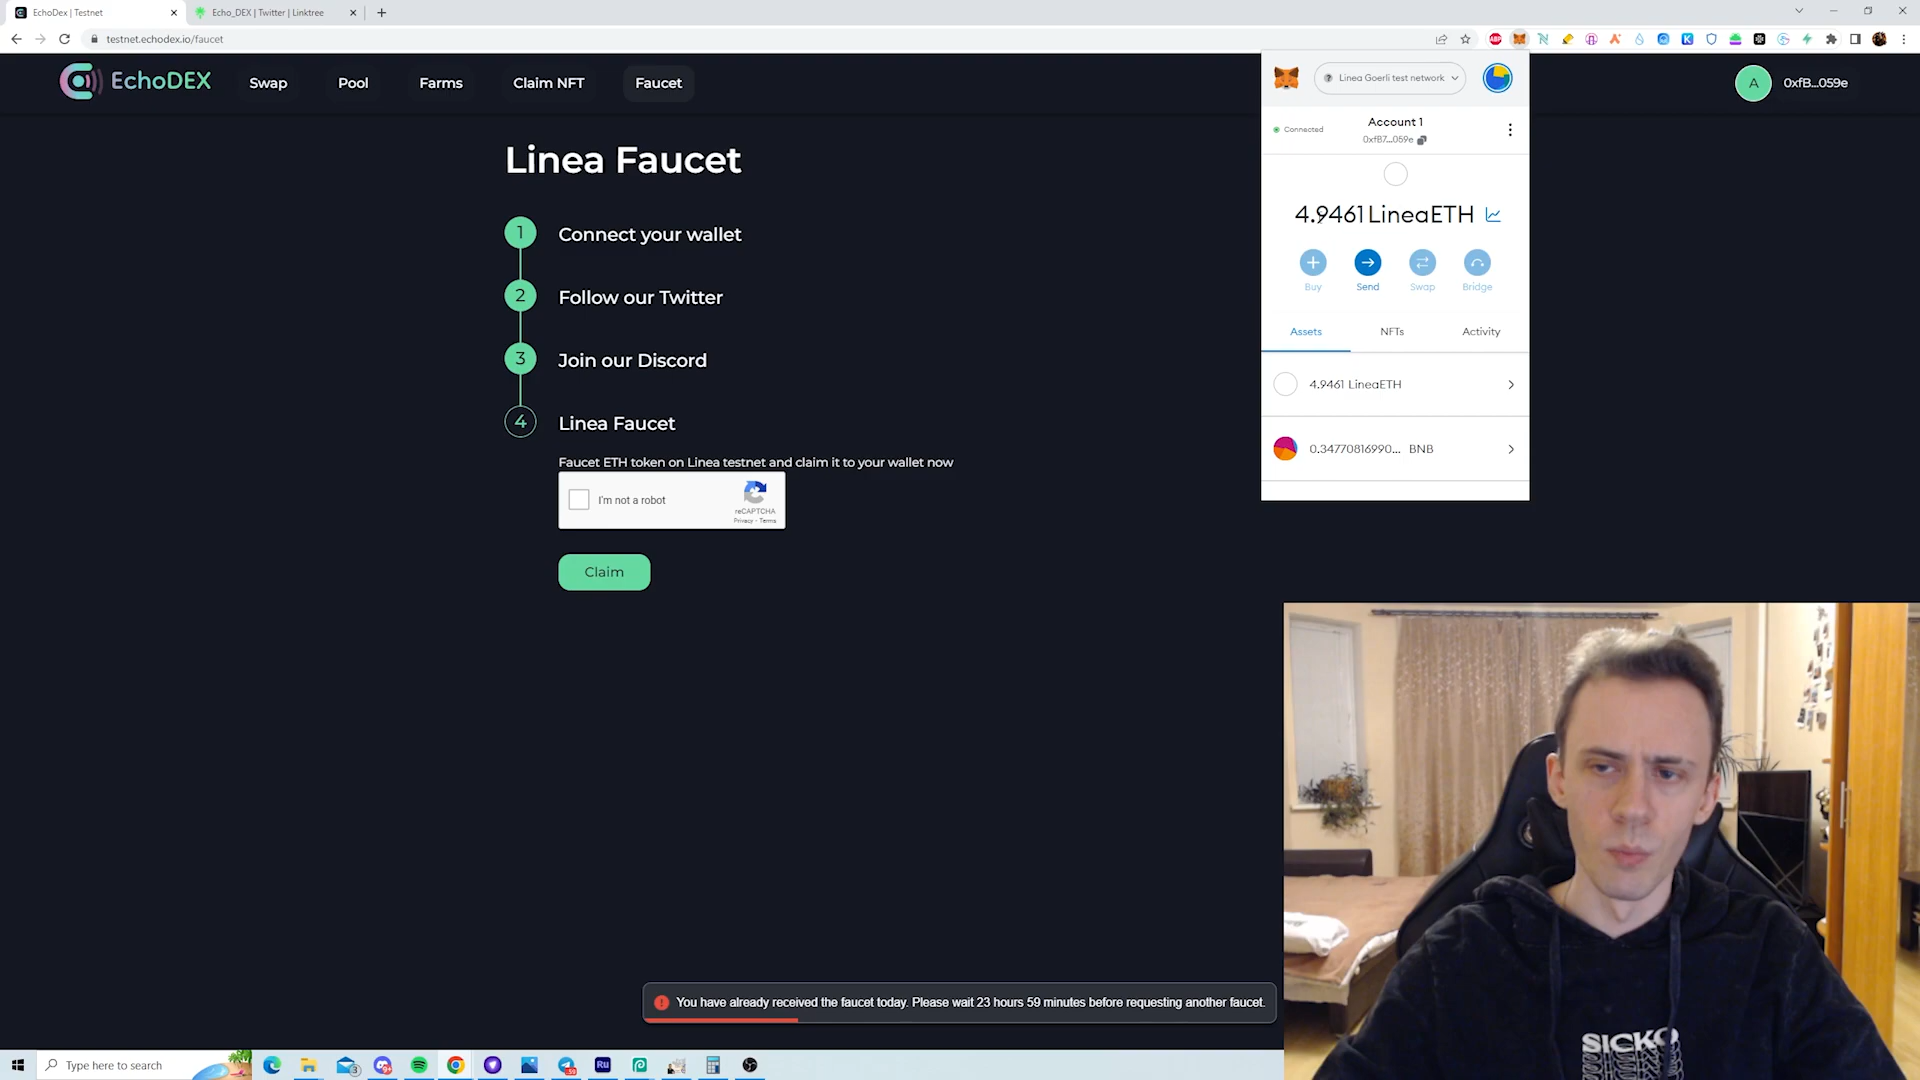 EchoDex | Testnet
Echo_DEX | Twitter | Linktree
testnet.echodex.io/faucet
EchoDEX
Swap
Pool
Farms
Claim NFT
Faucet
A
0xfB...059e
Linea Faucet
1
Connect your wallet
2
Follow our Twitter
3
Join our Discord
4
Linea Faucet
Faucet ETH token on Linea testnet and claim it to your wallet now
I'm not a robot
reCAPTCHA
Privacy - Terms
Claim
Linea Goerli test network
Connected
Account 1
0xfB7...059e
4.9461 LineaETH
Buy
Send
Swap
Bridge
Assets
NFTs
Activity
4.9461 LineaETH
0.34770816990... BNB
You have already received the faucet today. Please wait 23 hours 59 minutes before requesting another faucet.
SICKO
Type here to search
Ru